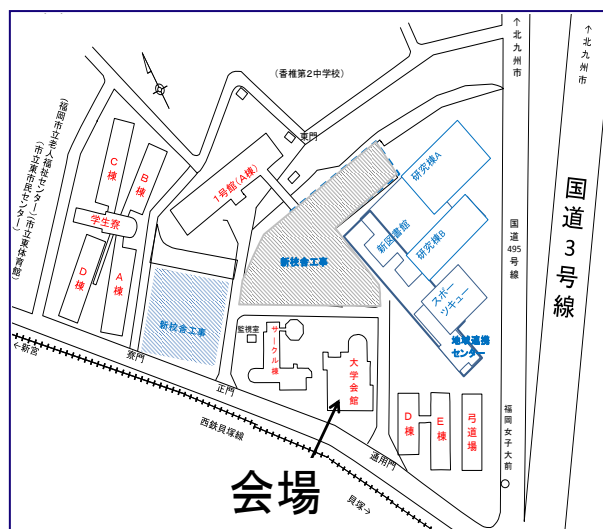 ↑北九州市
↑北九州市
（香椎第2中学校）
東門
（福岡市立老人福祉センター）（市立東体育館）
（市立東市民センター）
C棟
B棟
1号館(A棟)
研究棟A
学生寮
新図書館
研究棟B
国道495号線
国道3号線
新校舎工事
D棟
A棟
スポーツキュー
新校舎工事
監視室
サークル棟
大学会館
地域連携センター
←新宮
寮門
正門
D棟
E棟
弓道場
福岡女子大前
西鉄貝塚線
通用門
会場
貝塚→